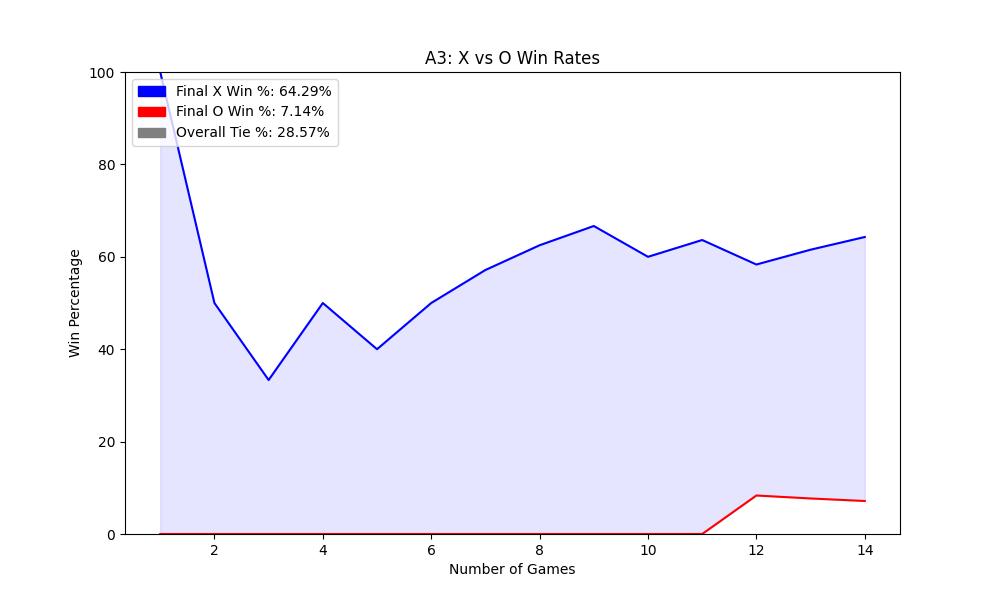 A3: X vs O Win Rates
Final X Win %: 64.29%
Final O Win %: 7.14%
Overall Tie %: 28.57%
Win Percentage
100
80
60
40
20
0
2 4 6 8 10 12 14
Number of Games